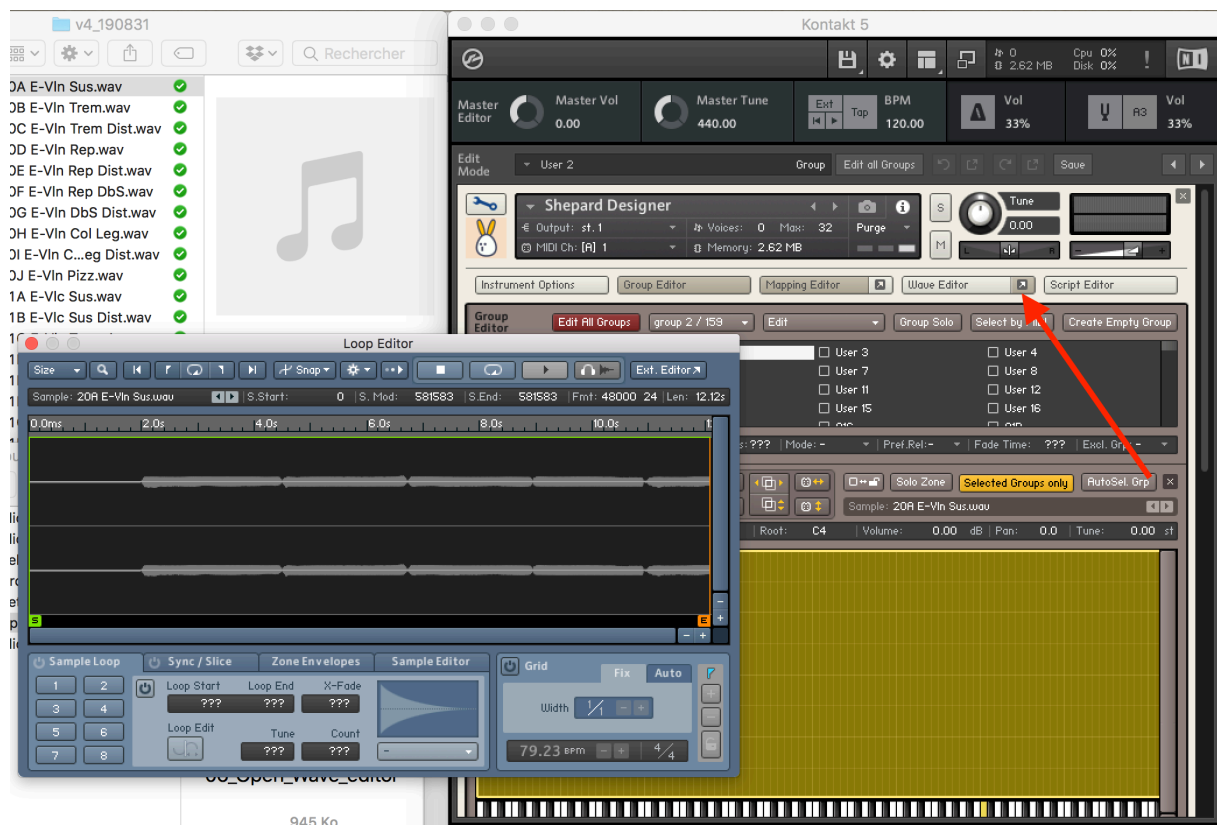 v4_190831
Rechercher
0A E-Vln Sus.wav
0B E-Vln Trem.wav
0C E-Vln Trem Dist.wav
0D E-Vln Rep.wav
0E E-Vln Rep Dist.wav
0F E-Vln Rep DbS.wav
0G E-Vln DbS Dist.wav
0H E-Vln Col Leg.wav
0I E-Vln C...eg Dist.wav
0J E-Vln Pizz.wav
1A E-Vlc Sus.wav
1B E-Vlc Sus Dist.wav
945 Ko
Kontakt 5
0
2.62 MB
Cpu 0%
Disk 0%
!
NI
Master
Editor
Master Vol
0.00
Master Tune
440.00
Ext
Tap
BPM
120.00
Vol
33%
A3
Vol
33%
Edit
Mode
User 2
Group
Edit all Groups
Save
Shepard Designer
Output: st.1
Voices: 0 Max: 32
Purge
MIDI Ch: [A] 1
Memory: 2.62 MB
S
M
Tune
0.00
L
R
Instrument Options
Group Editor
Mapping Editor
Wave Editor
Script Editor
Group
Editor
Edit All Groups
group 2 / 159
Edit
Group Solo
Select by
Create Empty Group
User 3
User 4
User 7
User 8
User 11
User 12
User 15
User 16
s: ??? | Mode: - | Pref.Rel:- | Fade Time: ??? | Excl. Grp: -
Solo Zone
Selected Groups only
AutoSel. Grp
Sample: 20A E-Vln Sus.wav
Root: C4 | Volume: 0.00 dB | Pan: 0.0 | Tune: 0.00 st
Loop Editor
Size
Snap
Ext. Editor
Sample: 20A E-Vln Sus.wav
S.Start: 0 | S. Mod: 581583 | S.End: 581583 | Fmt: 48000 24 | Len: 12.12s
0.0ms 2.0s 4.0s 6.0s 8.0s 10.0s
S
E
Sample Loop
Sync / Slice
Zone Envelopes
Sample Editor
1 2
3 4
5 6
7 8
Loop Start
Loop End
X-Fade
??? ??? ???
Loop Edit
Tune
Count
??? ???
Grid
Fix
Auto
Width
1/1
79.23 BPM
4/4